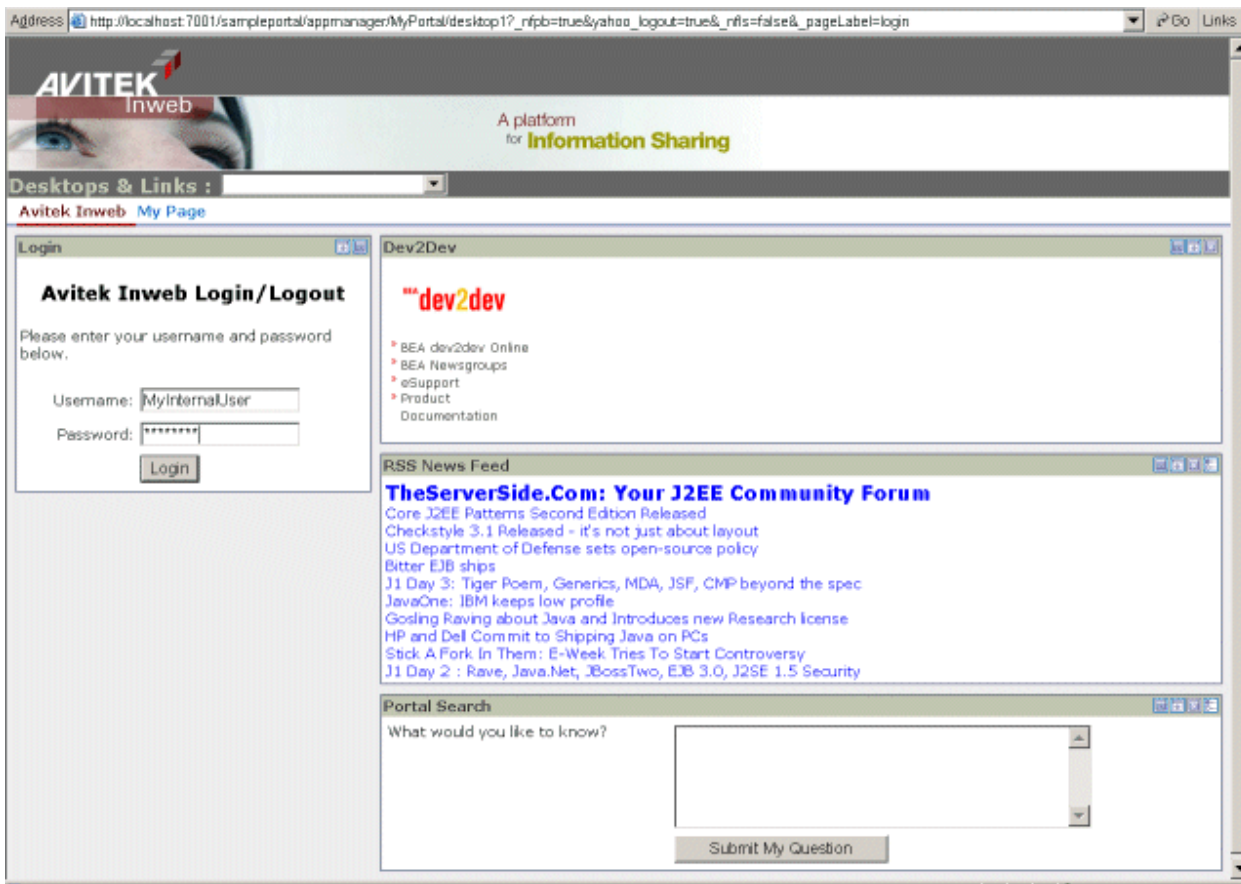 Address http://localhost:7001/sampleportal/appmanager/MyPortal/desktop1?_nfpb=true&yahoo_logout=true&_nfls=false&_pageLabel=login Go Links
AVITEK
Inweb
A platform
for Information Sharing
Desktops & Links :
Avitek Inweb My Page
Login
Avitek Inweb Login/Logout
Please enter your username and password
below.
Username: MyInternalUser
Password: ********
Login
Dev2Dev
BEA dev2dev
BEA dev2dev Online
BEA Newsgroups
eSupport
Product
Documentation
RSS News Feed
TheServerSide.Com: Your J2EE Community Forum
Core J2EE Patterns Second Edition Released
Checkstyle 3.1 Released - it's not just about layout
US Department of Defense sets open-source policy
Bitter EJB ships
J1 Day 3: Tiger Poem, Generics, MDA, JSF, CMP beyond the spec
JavaOne: IBM keeps low profile
Gosling Raving about Java and Introduces new Research license
HP and Dell Commit to Shipping Java on PCs
Stick A Fork In Them: E-Week Tries To Start Controversy
J1 Day 2 : Rave, Java.Net, JBossTwo, EJB 3.0, J2SE 1.5 Security
Portal Search
What would you like to know?
Submit My Question